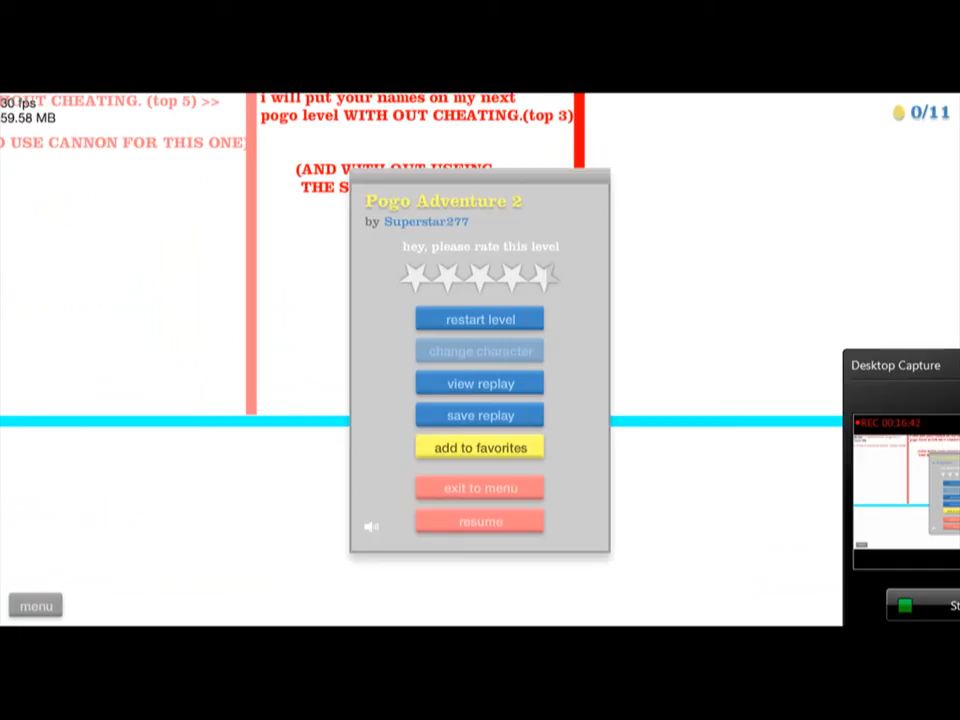 30 fps
59.58 MB
OUT CHEATING. (top 5) >>
USE CANNON FOR THIS ONE)
i will put your names on my next
pogo level WITH OUT CHEATING.(top 3)
(AND WITH OUT USEING
THE S
0/11
Pogo Adventure 2
by Superstar277
hey, please rate this level
restart level
change character
view replay
save replay
add to favorites
exit to menu
resume
menu
Desktop Capture
REC 00:16:42
St